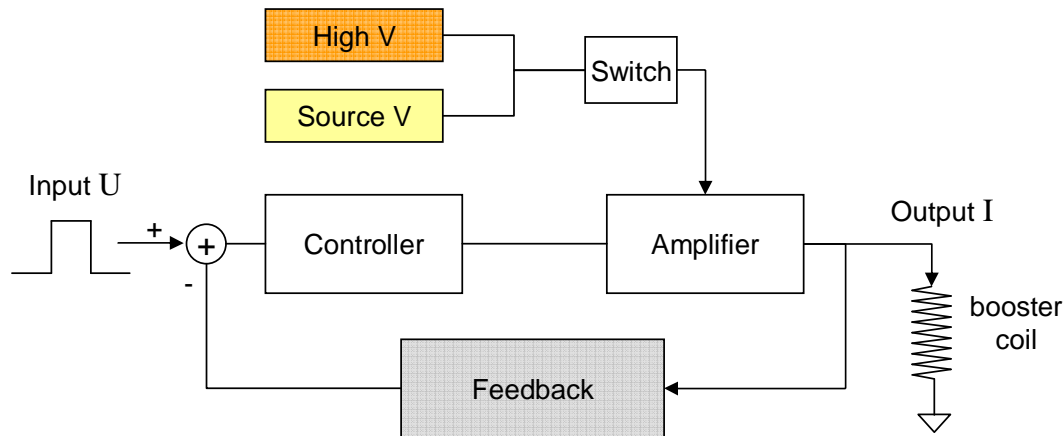 High V
Switch
Source V
Input U
+
+
-
Controller
Amplifier
Output I
booster
coil
Feedback